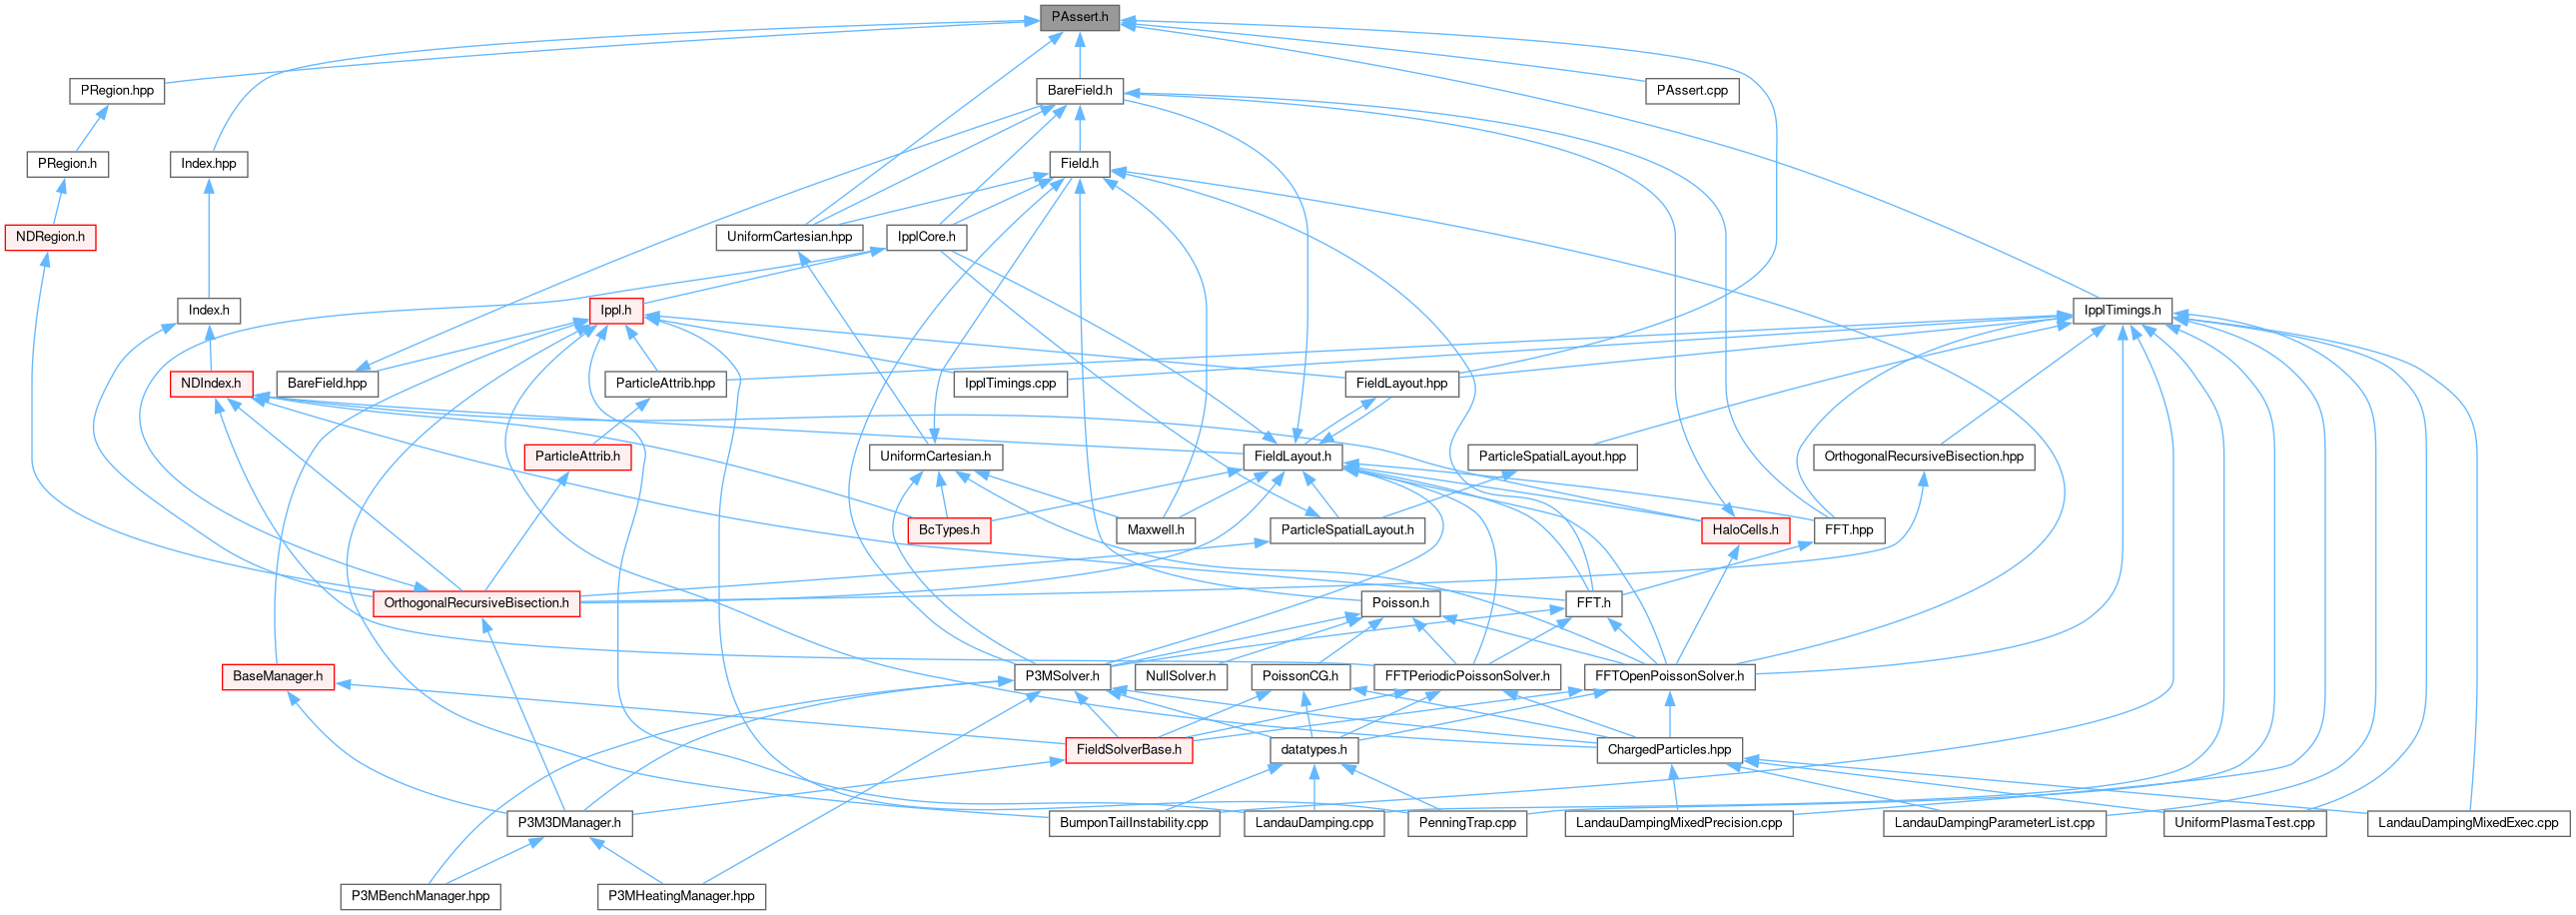 PAssert.h
PRegion.hpp
BareField.h
PAssert.cpp
PRegion.h
Index.hpp
Field.h
NDRegion.h
UniformCartesian.hpp
IpplCore.h
Index.h
Ippl.h
IpplTimings.h
NDIndex.h
BareField.hpp
ParticleAttrib.hpp
IpplTimings.cpp
FieldLayout.hpp
ParticleAttrib.h
UniformCartesian.h
FieldLayout.h
ParticleSpatialLayout.hpp
OrthogonalRecursiveBisection.hpp
BcTypes.h
Maxwell.h
ParticleSpatialLayout.h
HaloCells.h
FFT.hpp
OrthogonalRecursiveBisection.h
Poisson.h
FFT.h
BaseManager.h
P3MSolver.h
NullSolver.h
PoissonCG.h
FFTPeriodicPoissonSolver.h
FFTOpenPoissonSolver.h
FieldSolverBase.h
datatypes.h
ChargedParticles.hpp
P3M3DManager.h
BumponTailInstability.cpp
LandauDamping.cpp
PenningTrap.cpp
LandauDampingMixedPrecision.cpp
LandauDampingParameterList.cpp
UniformPlasmaTest.cpp
LandauDampingMixedExec.cpp
P3MBenchManager.hpp
P3MHeatingManager.hpp